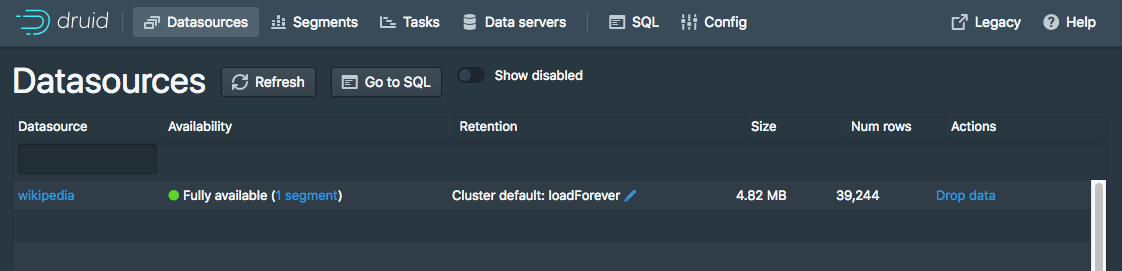 druid Datasources Segments Tasks Data servers SQL Config Legacy Help
Datasources Refresh Go to SQL Show disabled
Datasource Availability Retention Size Num rows Actions
wikipedia Fully available (1 segment) Cluster default: loadForever 4.82 MB 39,244 Drop data